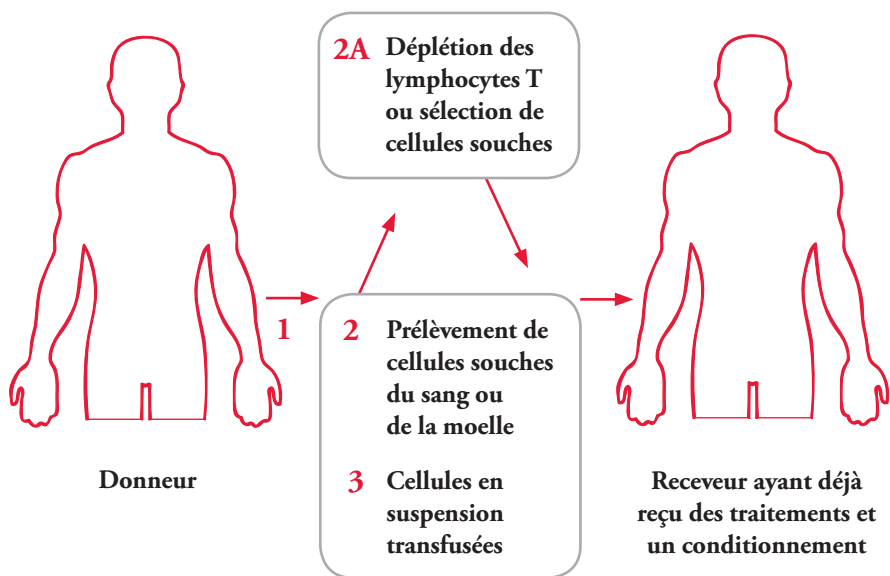 2A Déplétion des
lymphocytes T
ou sélection de
cellules souches
1
2 Prélèvement de
cellules souches
du sang ou
de la moelle
3 Cellules en
suspension
transfusées
Donneur
Receveur ayant déjà
reçu des traitements et
un conditionnement